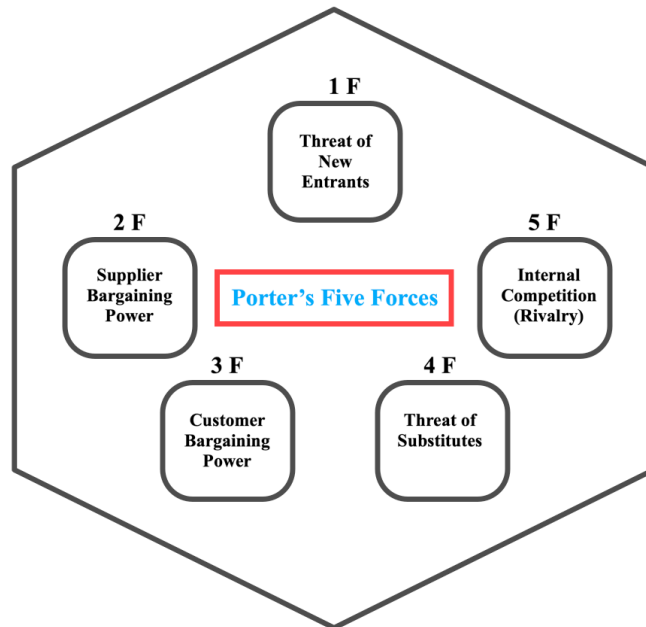 1 F
Threat of
New
Entrants
2 F
Supplier
Bargaining
Power
5 F
Internal
Competition
(Rivalry)
Porter’s Five Forces
3 F
Customer
Bargaining
Power
4 F
Threat of
Substitutes